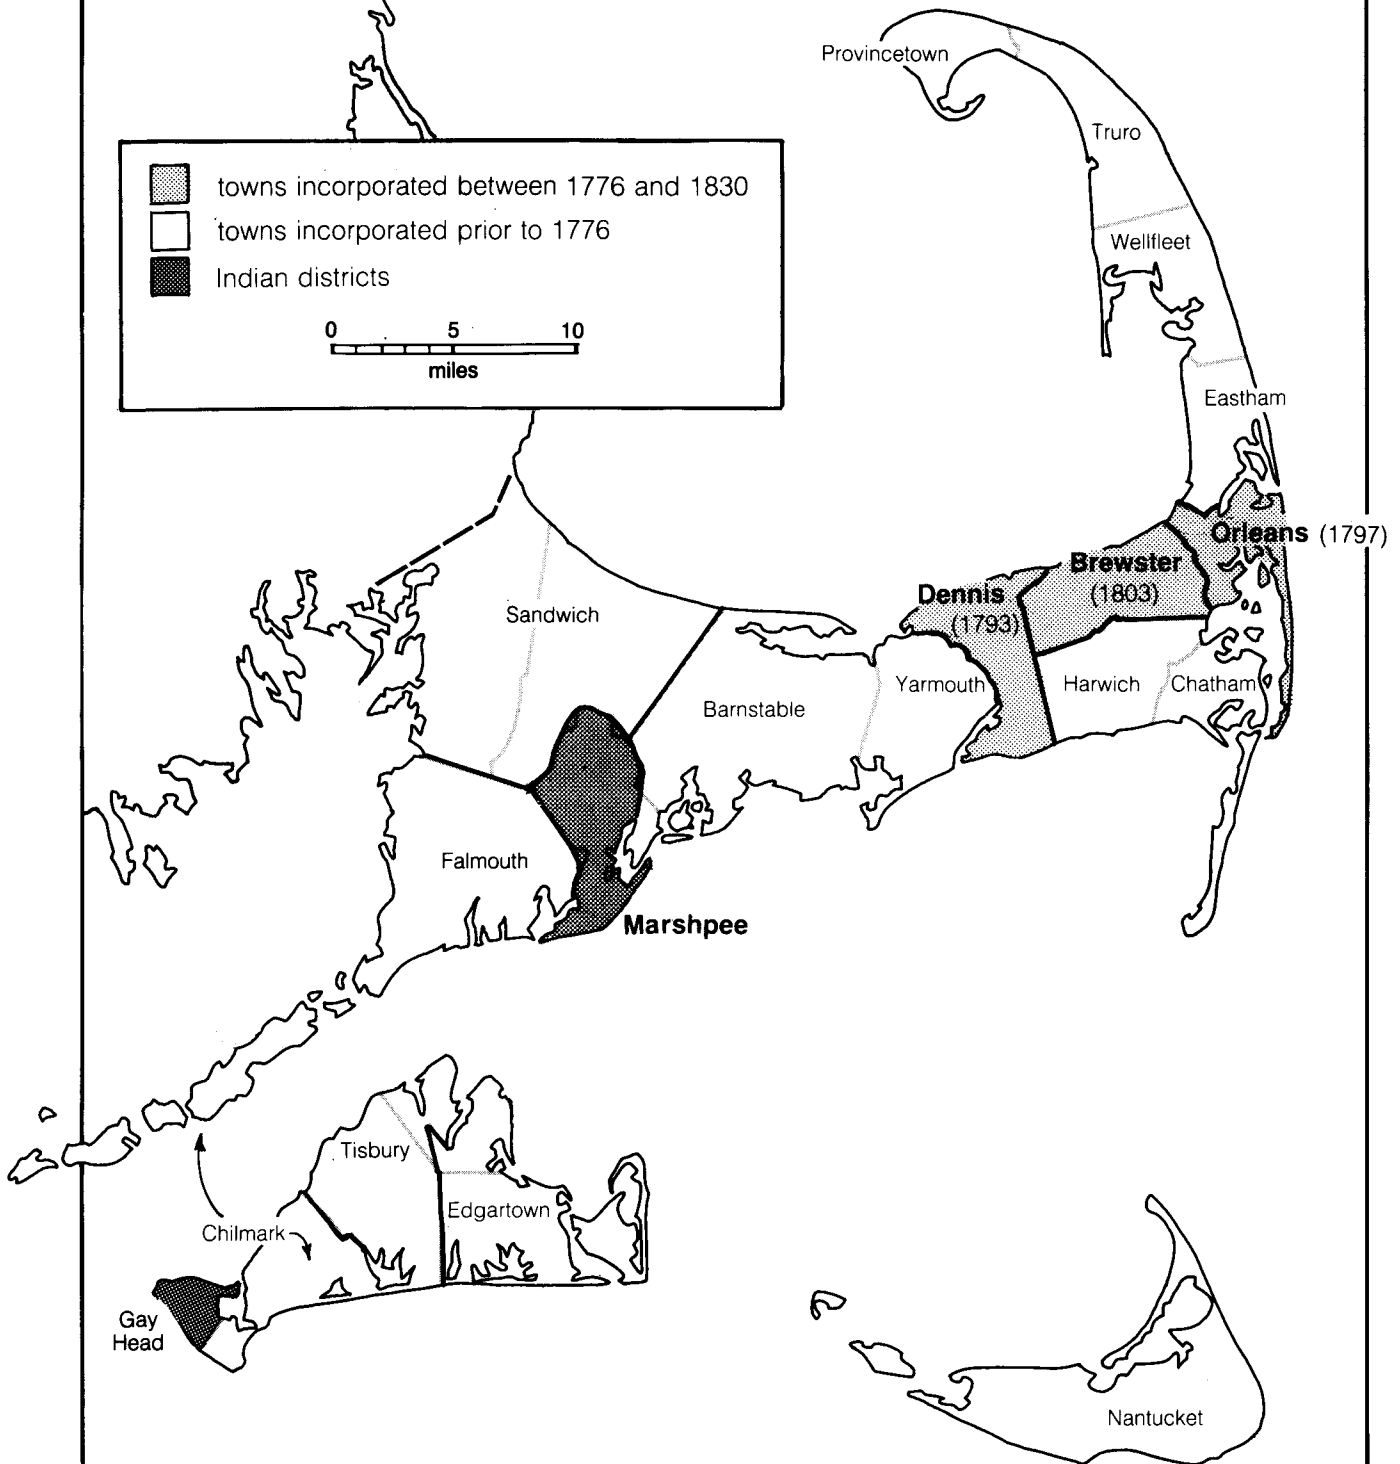 Provincetown
Truro
towns incorporated between 1776 and 1830
towns incorporated prior to 1776
Indian districts
0 5 10
miles
Wellfleet
Eastham
Orleans (1797)
Brewster
(1803)
Dennis
(1793)
Sandwich
Barnstable
Yarmouth
Harwich
Chatham
Falmouth
Marshpee
Tisbury
Edgartown
Chilmark
Gay
Head
Nantucket